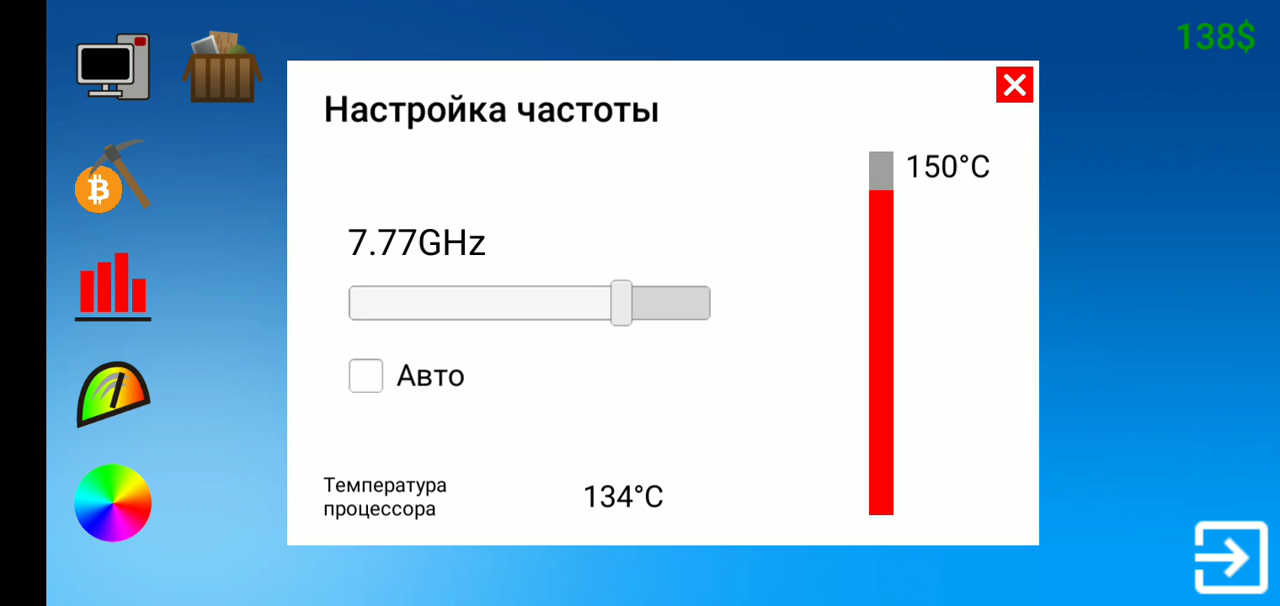 138$
Настройка частоты
150°C
7.77GHz
Авто
Температура
процессора
134°C